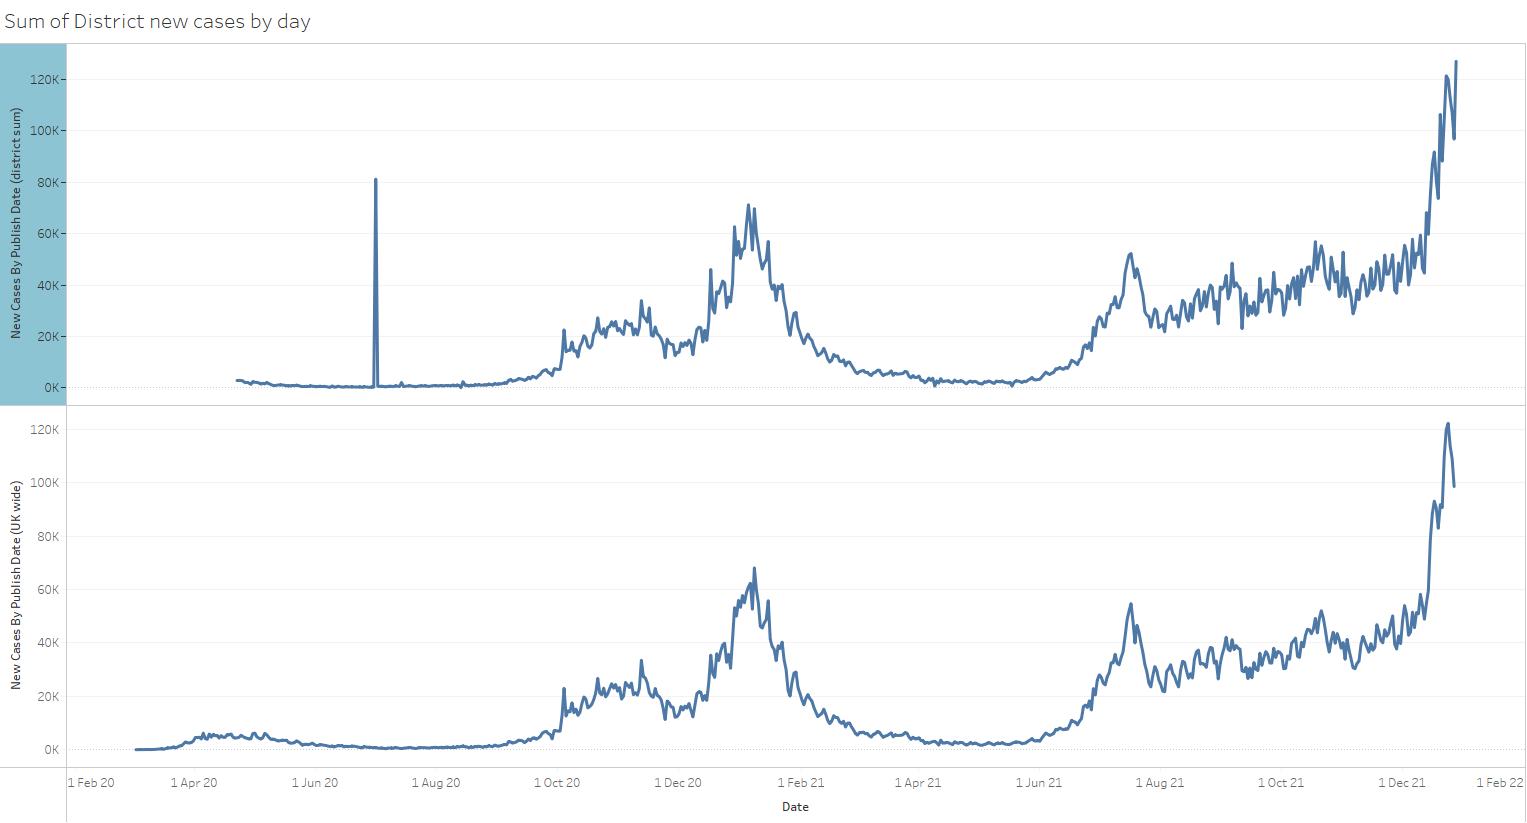 Sum of District new cases by day
New Cases By Publish Date (district sum)
120K
100K
80K
60K
40K
20K
0K
New Cases By Publish Date (UK wide)
120K
100K
80K
60K
40K
20K
0K
1 Feb 20 1 Apr 20 1 Jun 20 1 Aug 20 1 Oct 20 1 Dec 20 1 Feb 21 1 Apr 21 1 Jun 21 1 Aug 21 1 Oct 21 1 Dec 21 1 Feb 22
Date